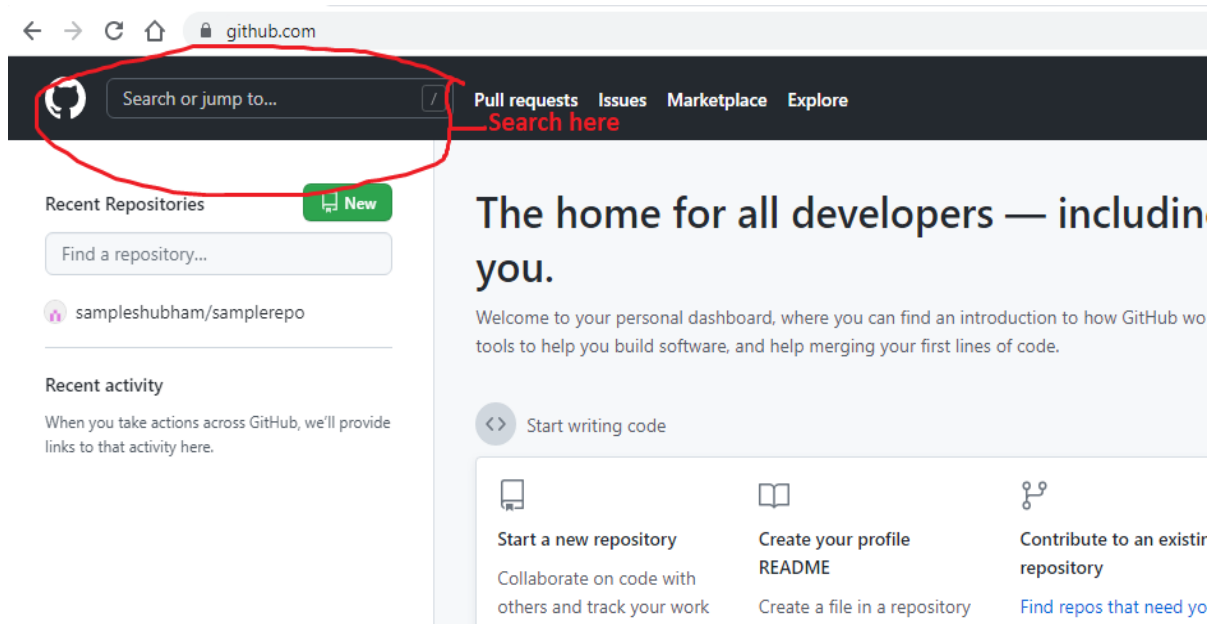 github.com
Search or jump to... /
Pull requests Issues Marketplace Explore
Search here
Recent Repositories
New
Find a repository...
sampleshubham/samplerepo
Recent activity
When you take actions across GitHub, we'll provide
links to that activity here.
The home for all developers —
you.
Welcome to your personal dashboard, where you can find an introduction to how GitHub
tools to help you build software, and help merging your first lines of code.
<> Start writing code
Start a new repository
Collaborate on code with
others and track your work
Create your profile
README
Create a file in a repository
Contribute to an
repository
Find repos that need